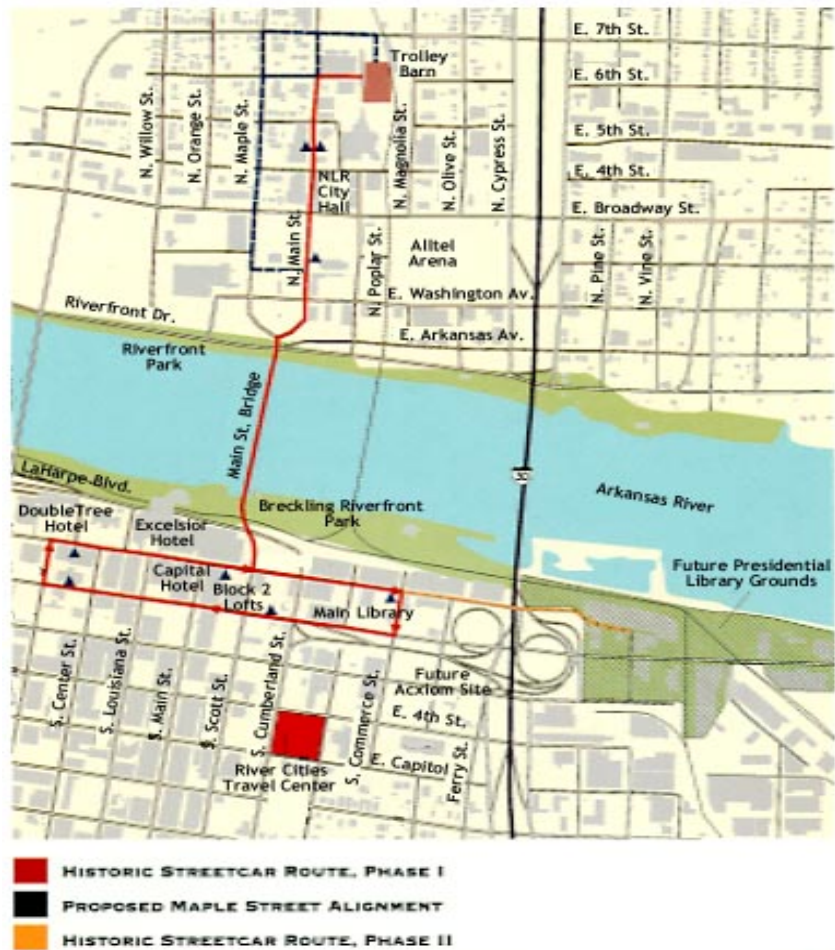 E. 7th St.
Trolley
Barn
E. 6th St.
N. Willow St.
N. Orange St.
N. Maple St.
N. Magnolia St.
N. Olive St.
N. Cypress St.
E. 5th St.
E. 4th St.
NLR
City
Hall
E. Broadway St.
N. Main St.
N. Poplar St.
Alltel
Arena
N. Pine St.
N. Vine St.
E. Washington Av.
Riverfront Dr.
E. Arkansas Av.
Riverfront
Park
Main St. Bridge
30
Arkansas River
LaHarpe Blvd.
DoubleTree
Hotel
Excelsior
Hotel
Breckling Riverfront
Park
Future Presidential
Library Grounds
Capital
Hotel
Block 2
Lofts
Main Library
S. Center St.
S. Louisiana St.
S. Main St.
S. Scott St.
S. Cumberland St.
S. Commerce St.
Future
Acxiom Site
E. 4th St.
E. Capitol
Ferry St.
River Cities
Travel Center
HISTORIC STREETCAR ROUTE, PHASE I
PROPOSED MAPLE STREET ALIGNMENT
HISTORIC STREETCAR ROUTE, PHASE II